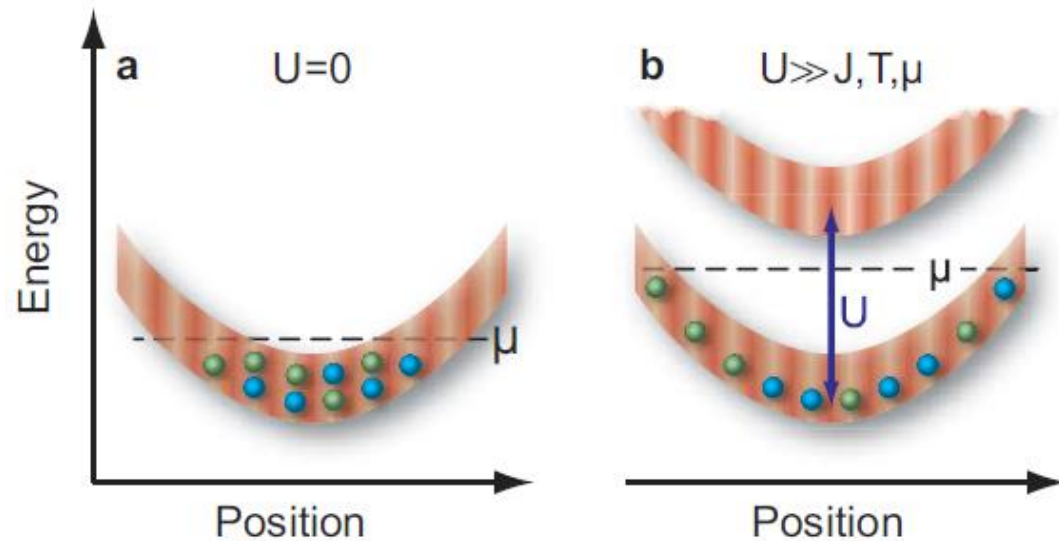 a
U=0
Energy
μ
Position
b
U≫J,T,μ
μ
U
Position